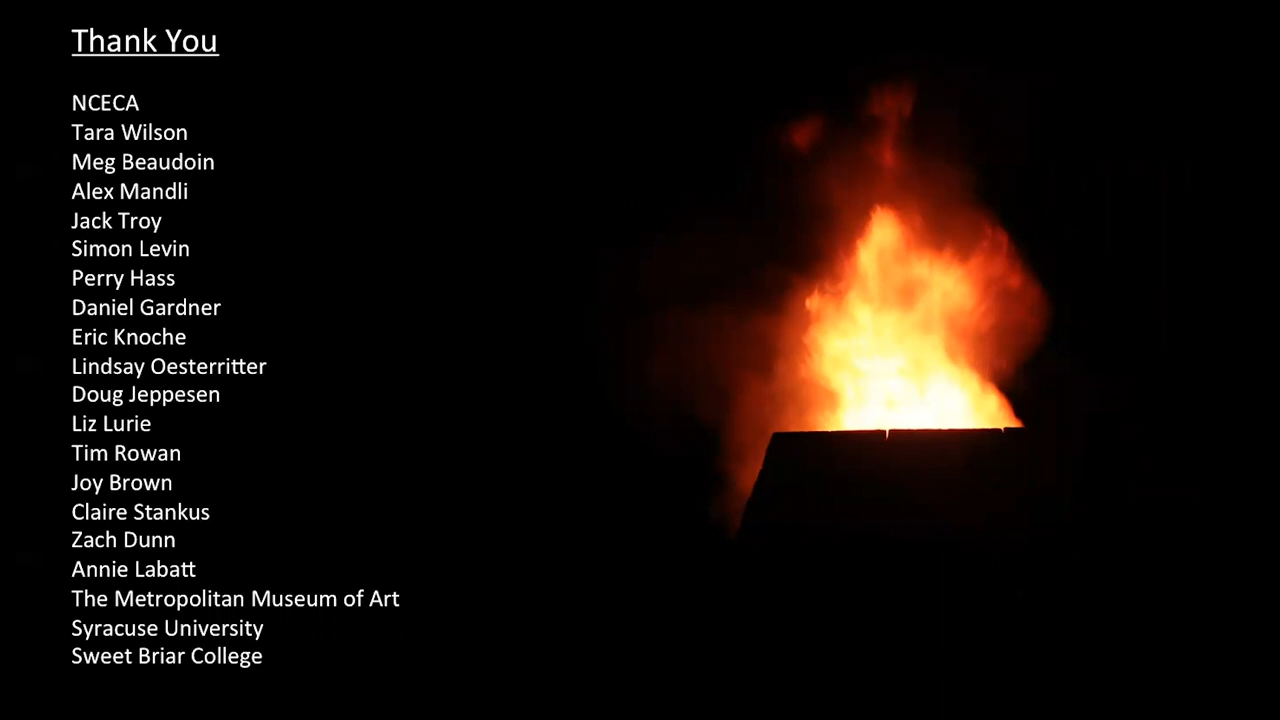 Thank You
NCECA
Tara Wilson
Meg Beaudoin
Alex Mandli
Jack Troy
Simon Levin
Perry Hass
Daniel Gardner
Eric Knoche
Lindsay Oesterritter
Doug Jeppesen
Liz Lurie
Tim Rowan
Joy Brown
Claire Stankus
Zach Dunn
Annie Labatt
The Metropolitan Museum of Art
Syracuse University
Sweet Briar College